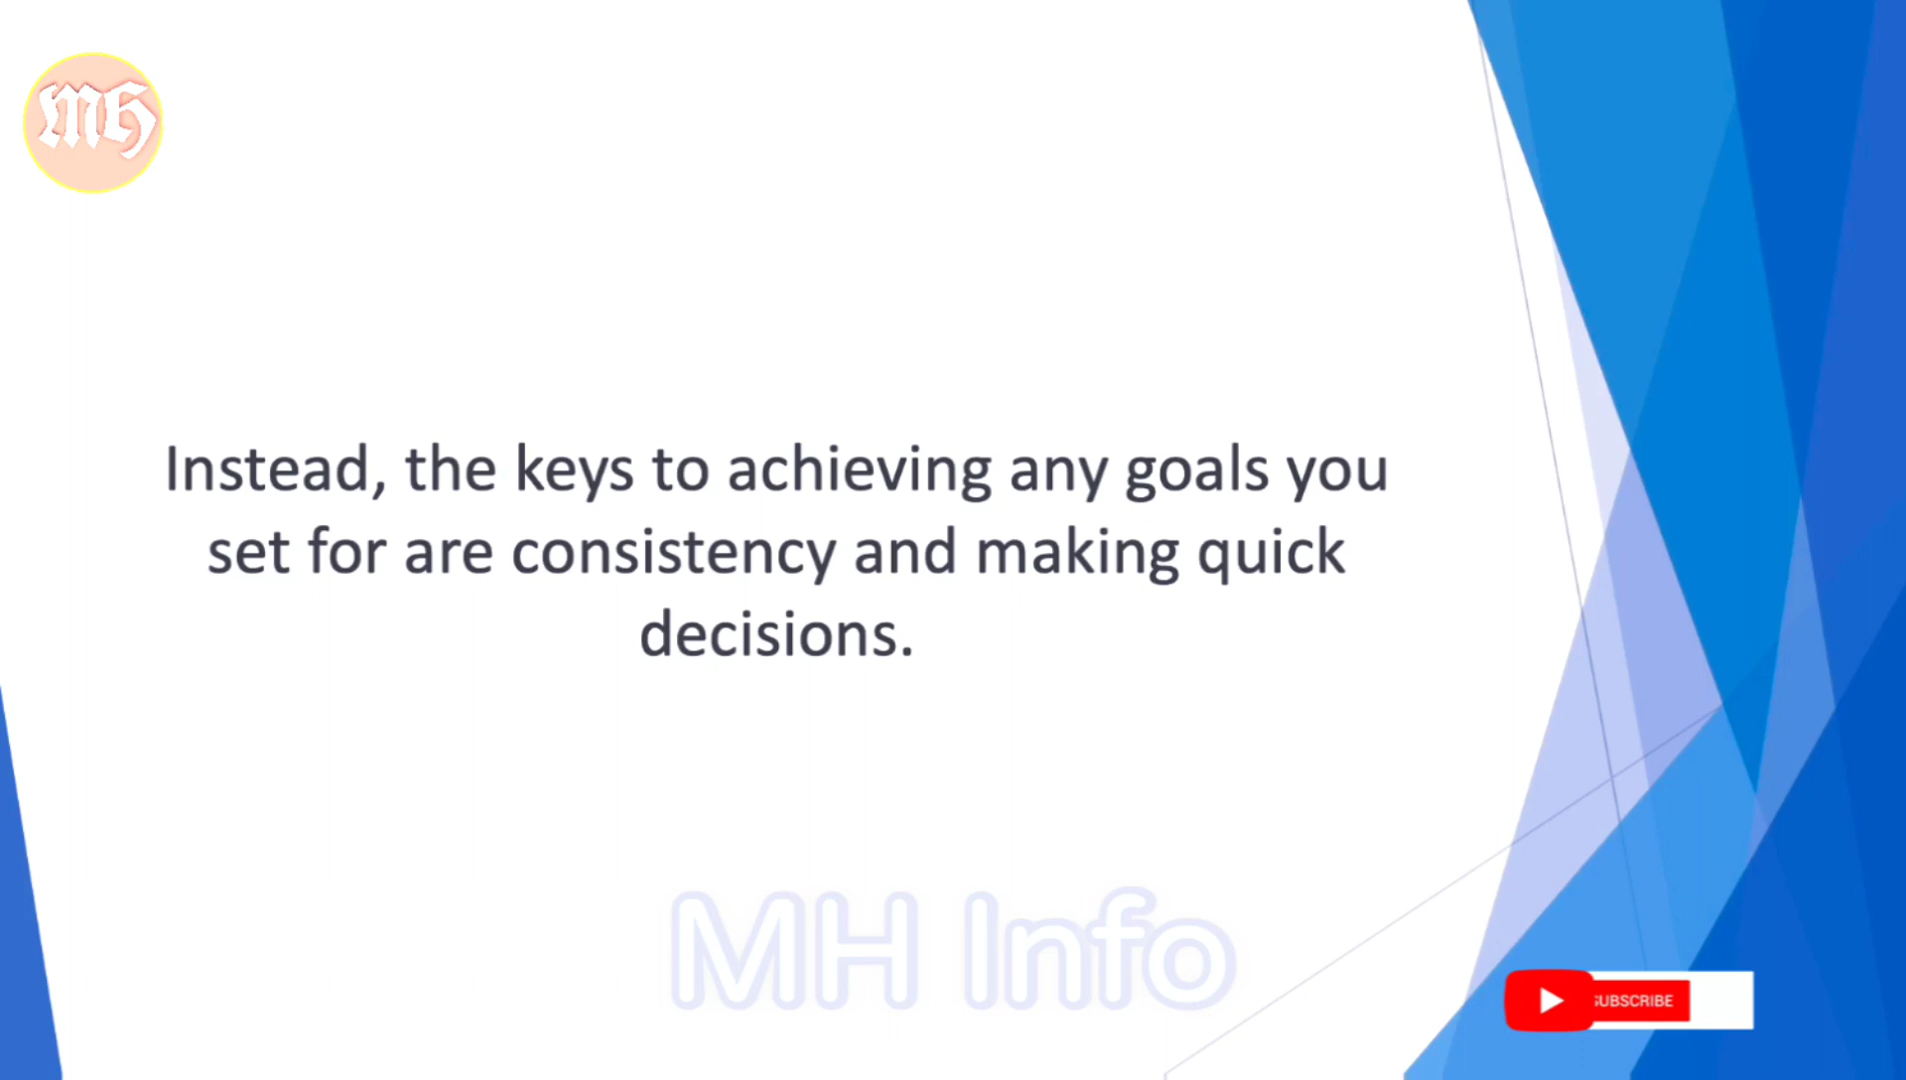 MH
Instead, the keys to achieving any goals you
set for are consistency and making quick
decisions.
MH Info
SUBSCRIBE